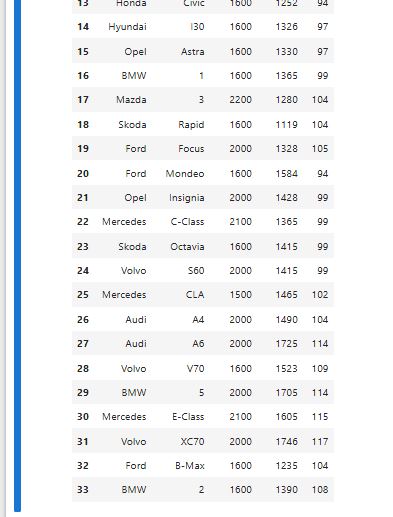 13 Honda Civic 1600 1252 94
14 Hyundai I30 1600 1326 97
15 Opel Astra 1600 1330 97
16 BMW 1 1600 1365 99
17 Mazda 3 2200 1280 104
18 Skoda Rapid 1600 1119 104
19 Ford Focus 2000 1328 105
20 Ford Mondeo 1600 1584 94
21 Opel Insignia 2000 1428 99
22 Mercedes C-Class 2100 1365 99
23 Skoda Octavia 1600 1415 99
24 Volvo S60 2000 1415 99
25 Mercedes CLA 1500 1465 102
26 Audi A4 2000 1490 104
27 Audi A6 2000 1725 114
28 Volvo V70 1600 1523 109
29 BMW 5 2000 1705 114
30 Mercedes E-Class 2100 1605 115
31 Volvo XC70 2000 1746 117
32 Ford B-Max 1600 1235 104
33 BMW 2 1600 1390 108